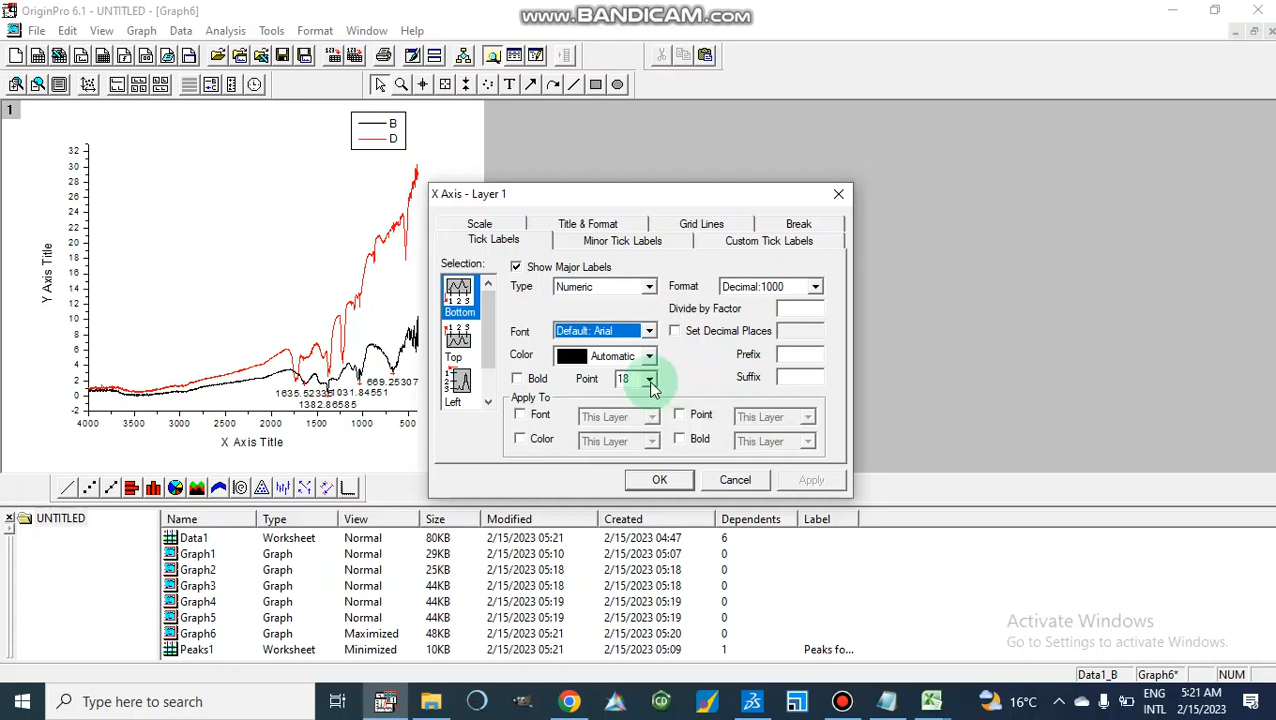 OriginPro 6.1 - UNTITLED - [Graph6]
www.BANDICAM.com
File Edit View Graph Data Analysis Tools Format Window Help
1
B
D
32
30
28
26
24
22
20
18
16
14
12
10
8
6
4
2
0
-2
Y Axis Title
1635.52335
1382.86585
1031.84551
669.25307
4000 3500 3000 2500 2000 1500 1000 500
X Axis Title
X Axis - Layer 1
Scale Title & Format Grid Lines Break
Tick Labels Minor Tick Labels Custom Tick Labels
Selection:
Bottom
Top
Left
Show Major Labels
Type Numeric Format Decimal:1000
Divide by Factor
Font Default: Arial Set Decimal Places
Color Automatic Prefix
Bold Point 18 Suffix
Apply To
Font This Layer Point This Layer
Color This Layer Bold This Layer
OK Cancel Apply
UNTITLED
Name Type View Size Modified Created Dependents Label
Data1 Worksheet Normal 80KB 2/15/2023 05:21 2/15/2023 04:47 6
Graph1 Graph Normal 29KB 2/15/2023 05:10 2/15/2023 05:07 0
Graph2 Graph Normal 25KB 2/15/2023 05:18 2/15/2023 05:18 0
Graph3 Graph Normal 44KB 2/15/2023 05:19 2/15/2023 05:18 0
Graph4 Graph Normal 44KB 2/15/2023 05:19 2/15/2023 05:19 0
Graph5 Graph Normal 44KB 2/15/2023 05:19 2/15/2023 05:19 0
Graph6 Graph Maximized 48KB 2/15/2023 05:21 2/15/2023 05:20 0
Peaks1 Worksheet Minimized 10KB 2/15/2023 05:21 2/15/2023 05:09 1 Peaks fo...
Activate Windows
Go to Settings to activate Windows.
Data1_B Graph6* NUM
Type here to search
16°C
ENG
INTL
5:21 AM
2/15/2023